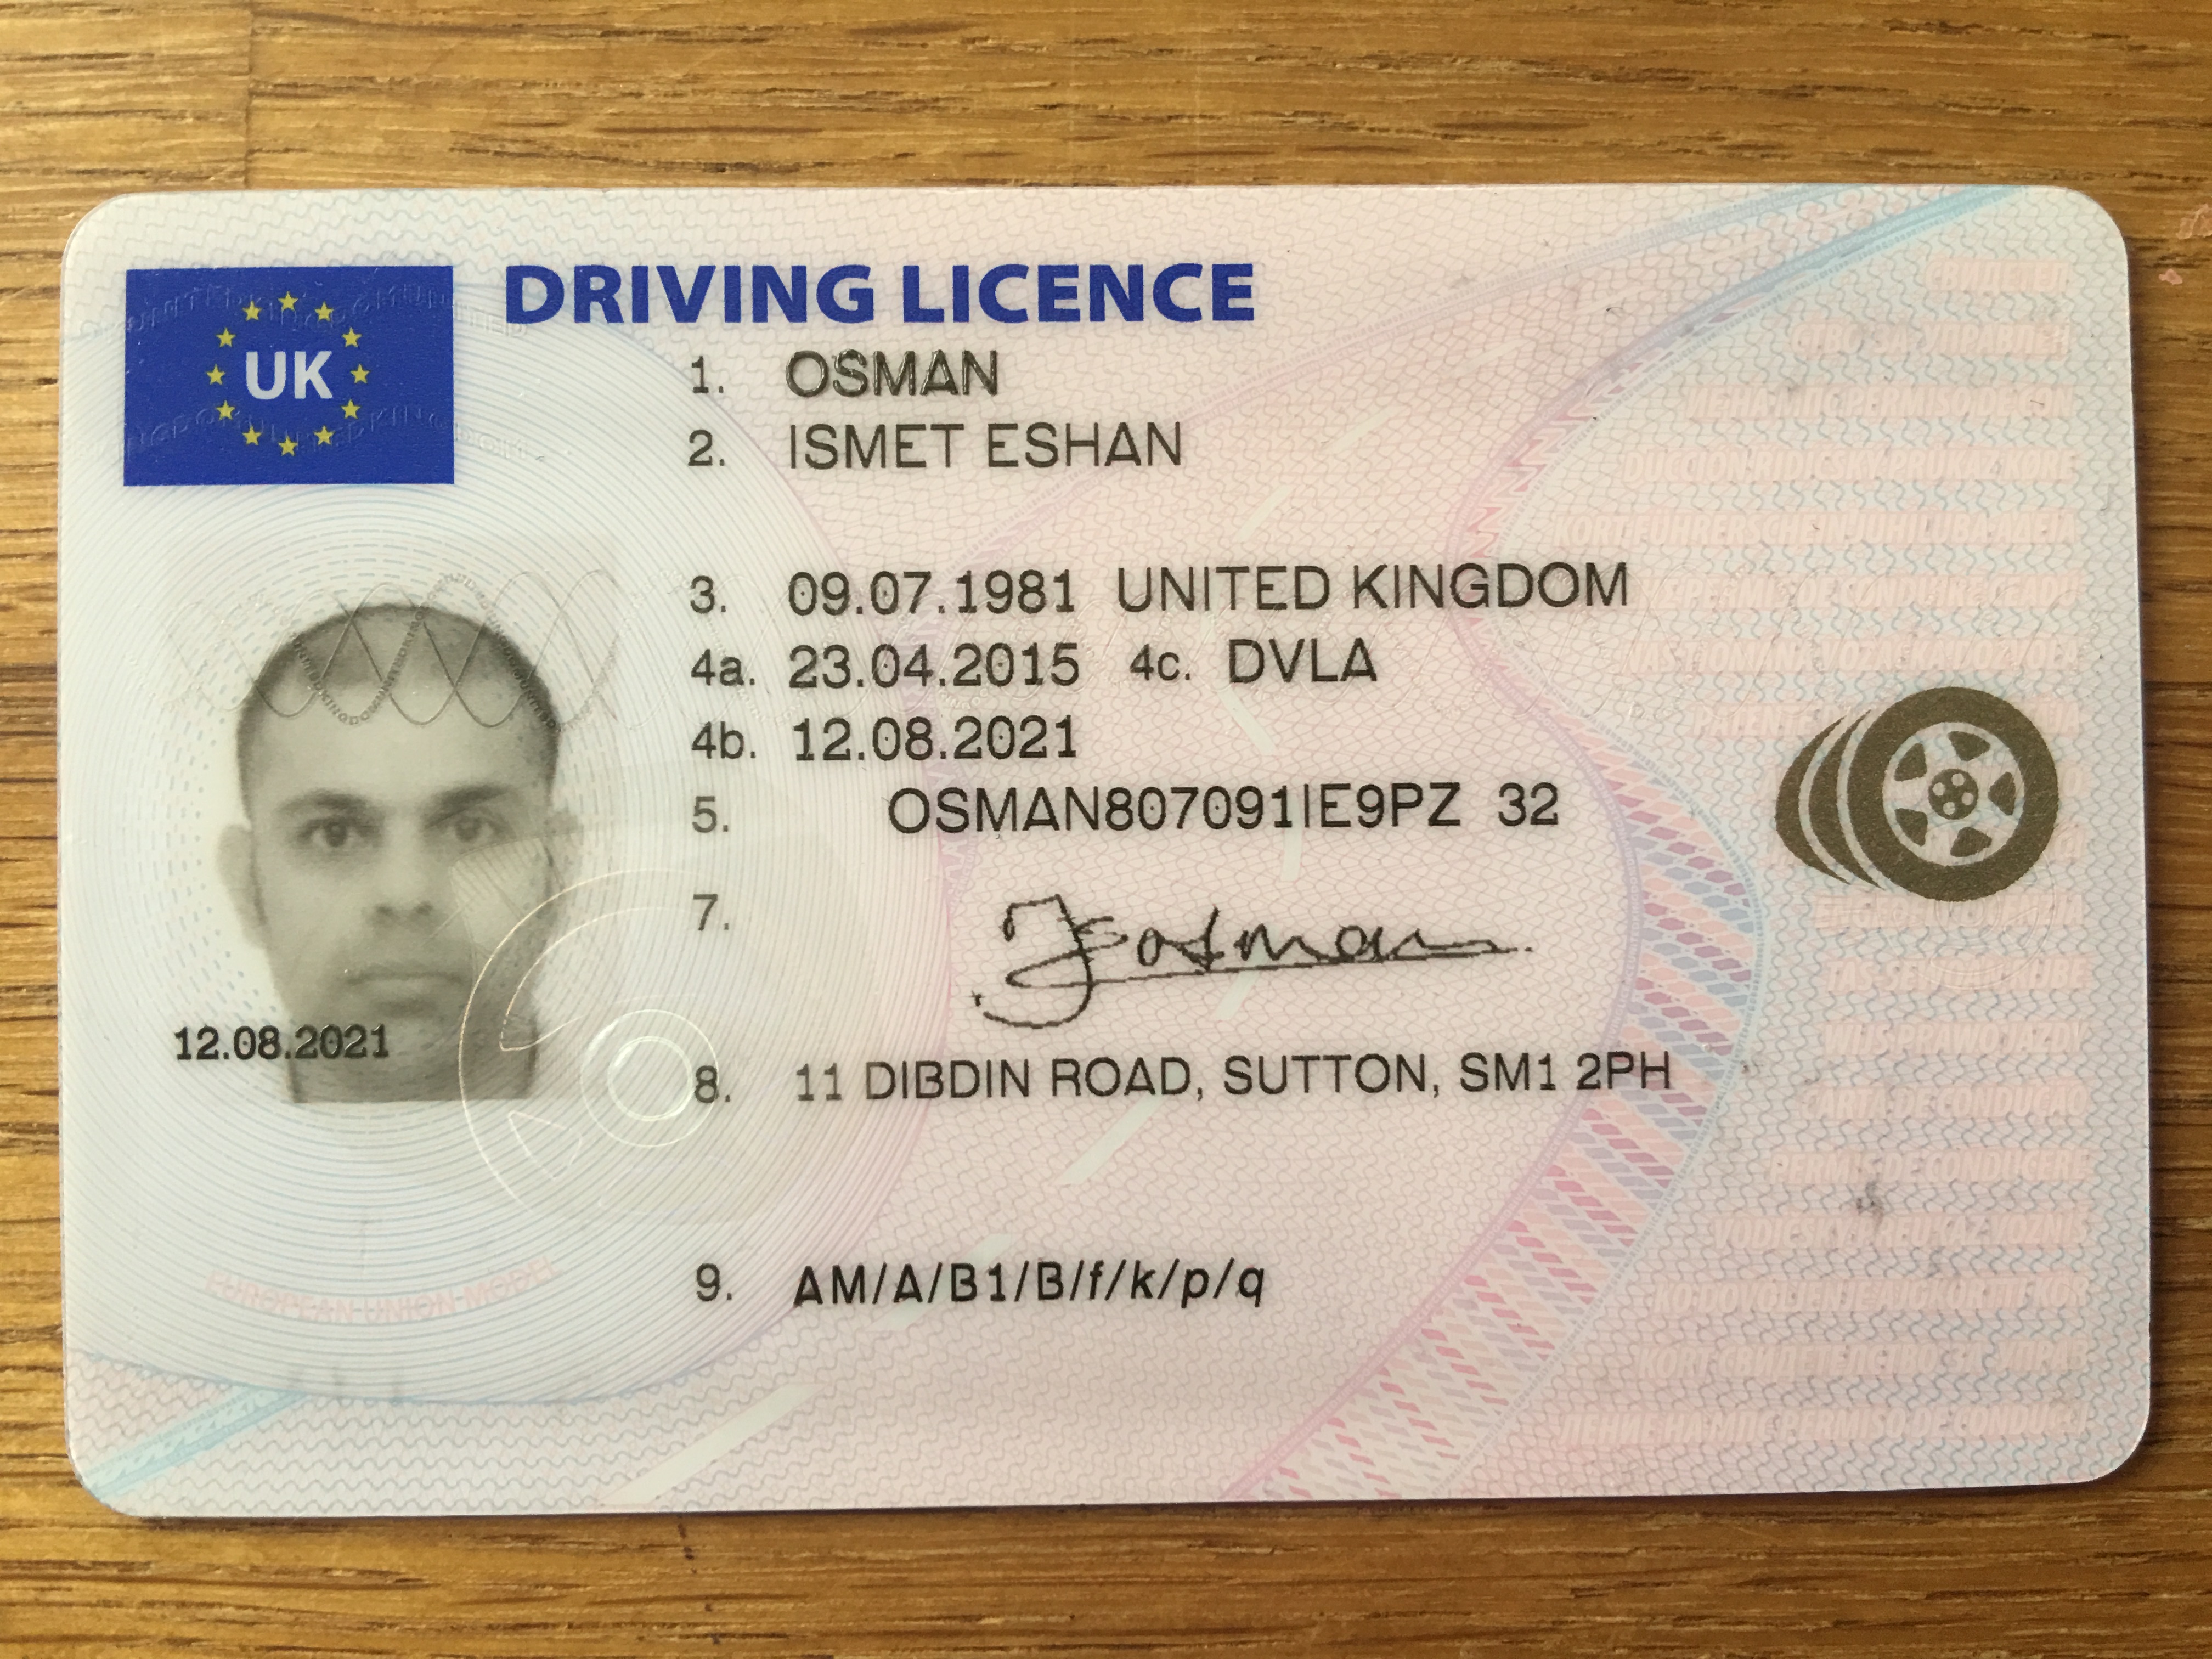 UK
DRIVING LICENCE
1. OSMAN
2. ISMET ESHAN
3. 09.07.1981 UNITED KINGDOM
4a. 23.04.2015 4c. DVLA
4b. 12.08.2021
5. OSMAN807091IE9PZ 32
7.
8. 11 DIBDIN ROAD, SUTTON, SM1 2PH
9. AM/A/B1/B/f/k/p/q
12.08.2021